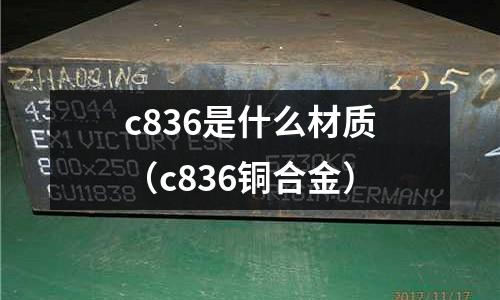 ZHAOQING
3259
439044
EX1 VICTORY ESR
800x250
GU11838
ORIGIN:GERMANY
c836是什么材质
（c836铜合金）
2017/11/17